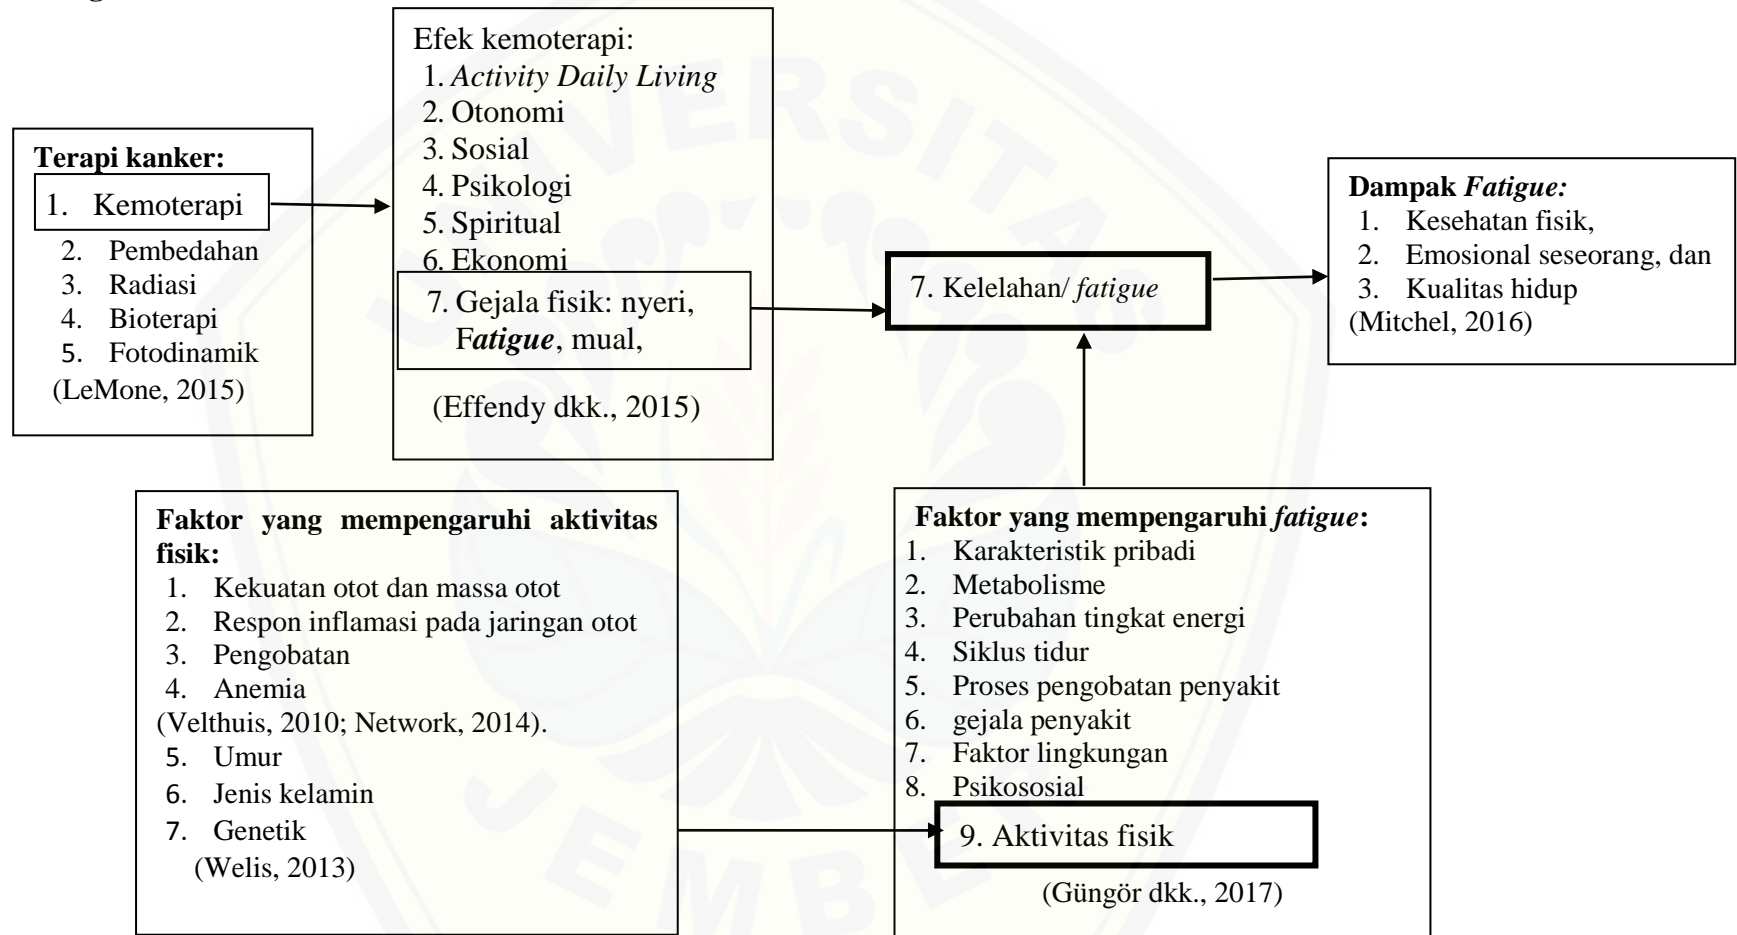 Efek kemoterapi:
1. Activity Daily Living
2. Otonomi
3. Sosial
4. Psikologi
5. Spiritual
6. Ekonomi
7. Gejala fisik: nyeri,
Fatigue, mual,
(Effendy dkk., 2015)
Terapi kanker:
1. Kemoterapi
2. Pembedahan
3. Radiasi
4. Bioterapi
5. Fotodinamik
(LeMone, 2015)
7. Kelelahan/ fatigue
Dampak Fatigue:
1. Kesehatan fisik,
2. Emosional seseorang, dan
3. Kualitas hidup
(Mitchel, 2016)
Faktor yang mempengaruhi aktivitas
fisik:
1. Kekuatan otot dan massa otot
2. Respon inflamasi pada jaringan otot
3. Pengobatan
4. Anemia
(Velthuis, 2010; Network, 2014).
5. Umur
6. Jenis kelamin
7. Genetik
(Welis, 2013)
Faktor yang mempengaruhi fatigue:
1. Karakteristik pribadi
2. Metabolisme
3. Perubahan tingkat energi
4. Siklus tidur
5. Proses pengobatan penyakit
6. gejala penyakit
7. Faktor lingkungan
8. Psikososial
9. Aktivitas fisik
(Güngör dkk., 2017)
UNIVERSITAS
JEMBER